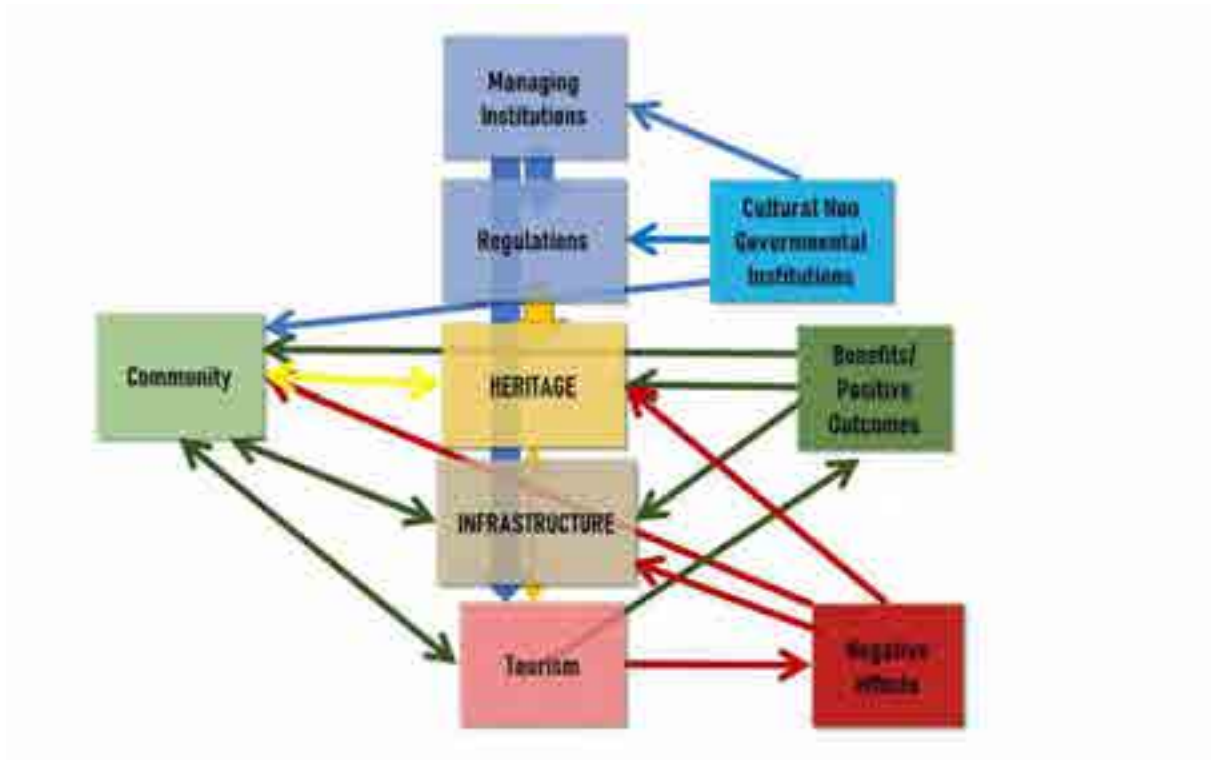 Managing
Institutions
Regulations
Cultural Non
Governmental
Institutions
Community
HERITAGE
Benefits/
Positive
Outcomes
INFRASTRUCTURE
Tourism
Negative
effects